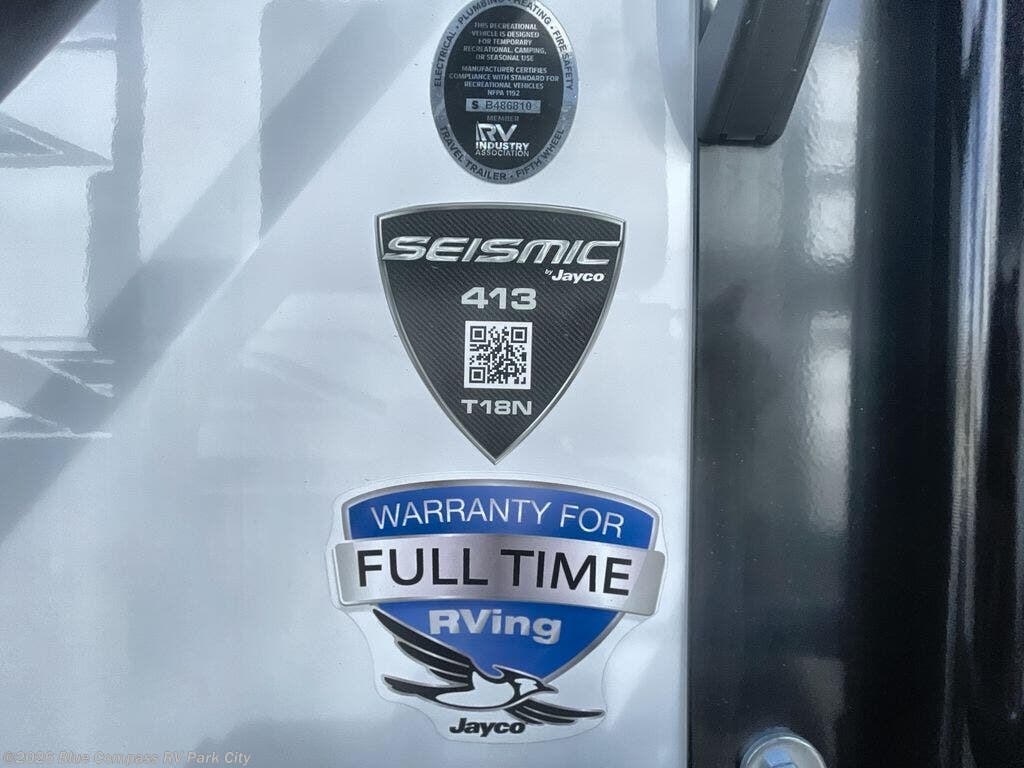 ELECTRICAL • PLUMBING • HEATING • FIRE SAFETY
THIS RECREATIONAL
VEHICLE IS DESIGNED
FOR TEMPORARY
RECREATIONAL, CAMPING,
OR SEASONAL USE
MANUFACTURER CERTIFIES
COMPLIANCE WITH STANDARD FOR
RECREATIONAL VEHICLES
NFPA 1192
S B486810
MEMBER
RV
INDUSTRY
ASSOCIATION
TRAVEL TRAILER • FIFTH WHEEL
SEISMIC
by Jayco
413
T18N
WARRANTY FOR
FULL TIME
RVing
Jayco
©2026 Blue Compass RV Park City